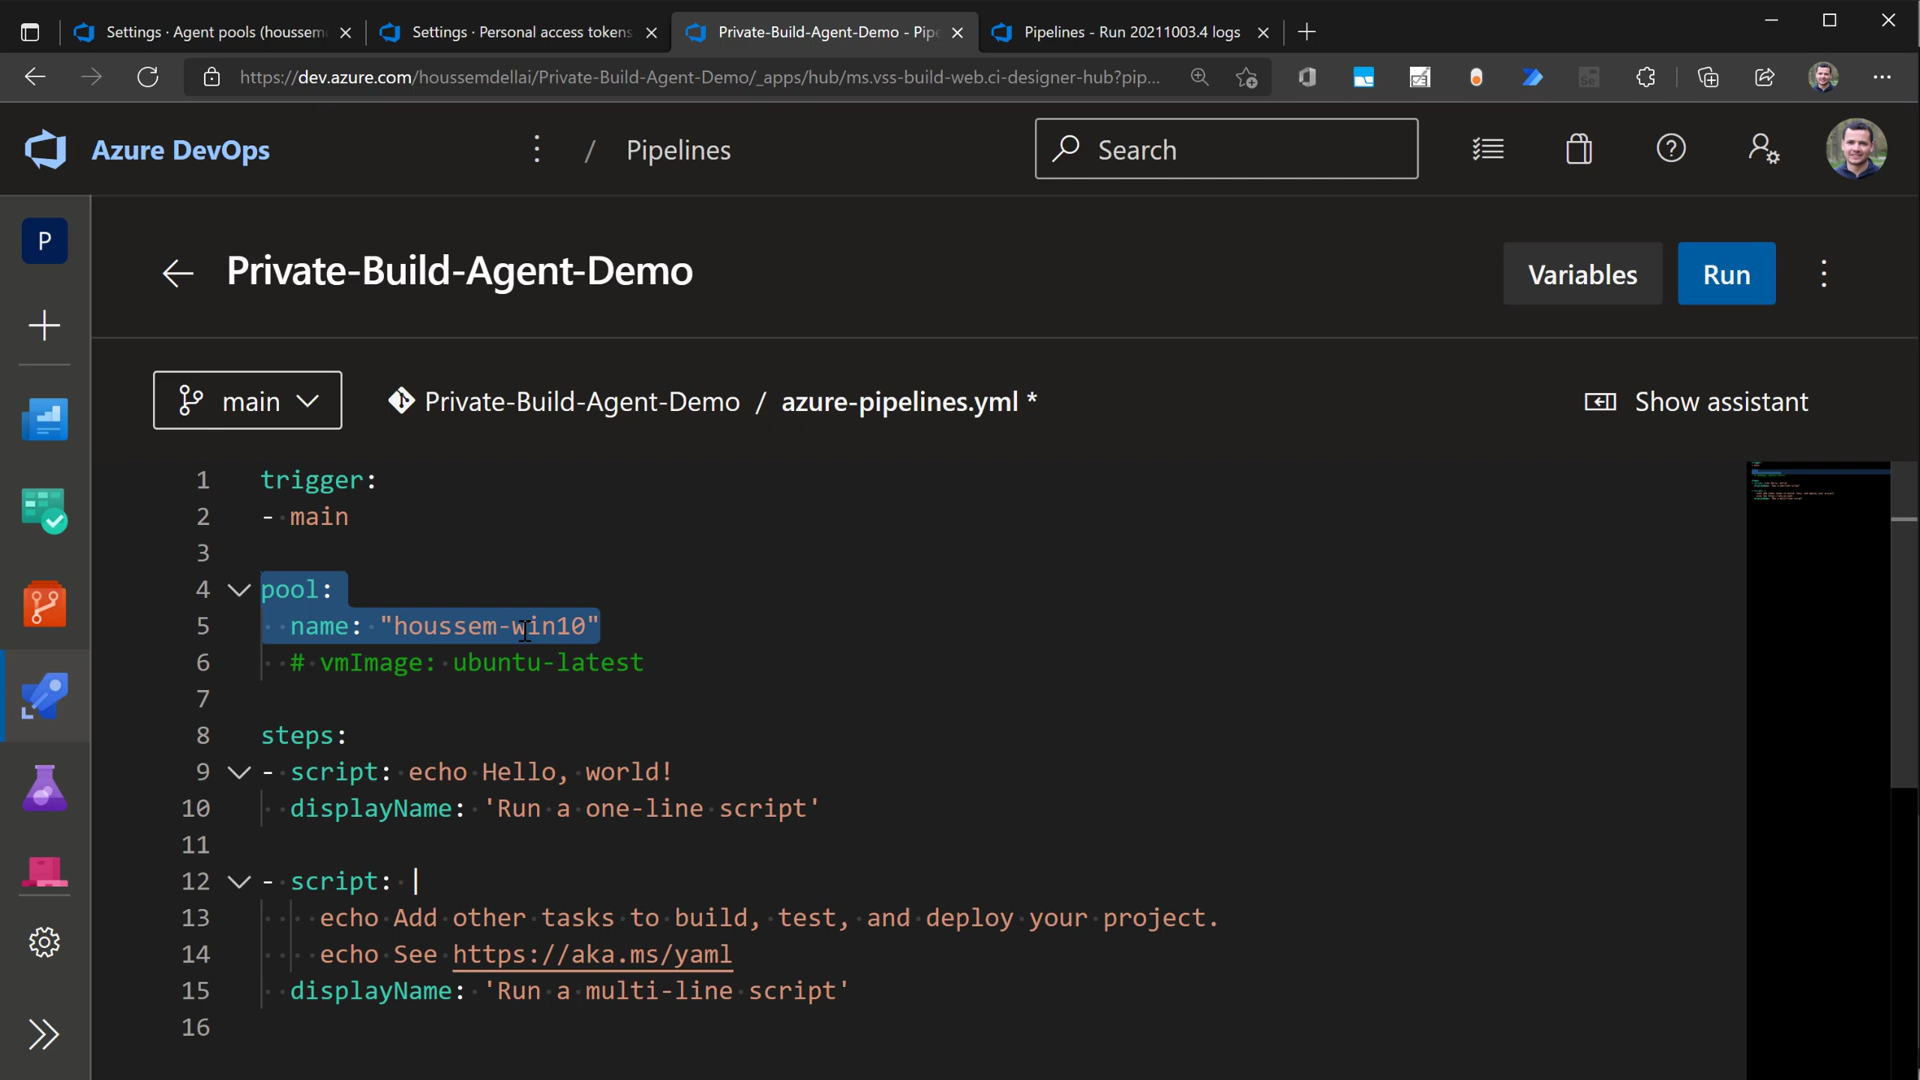 Settings · Agent pools (houssem
Settings · Personal access tokens
Private-Build-Agent-Demo - Pip
Pipelines - Run 20211003.4 logs
https://dev.azure.com/houssemdellai/Private-Build-Agent-Demo/_apps/hub/ms.vss-build-web.ci-designer-hub?pip...
Azure DevOps
/ Pipelines
Search
P
Private-Build-Agent-Demo
Variables
Run
main
Private-Build-Agent-Demo / azure-pipelines.yml *
Show assistant
1 trigger:
2 - main
3
4 pool:
5 name: "houssem-win10"
6 # vmImage: ubuntu-latest
7
8 steps:
9 - script: echo Hello, world!
10 displayName: 'Run a one-line script'
11
12 - script: |
13 echo Add other tasks to build, test, and deploy your project.
14 echo See https://aka.ms/yaml
15 displayName: 'Run a multi-line script'
16